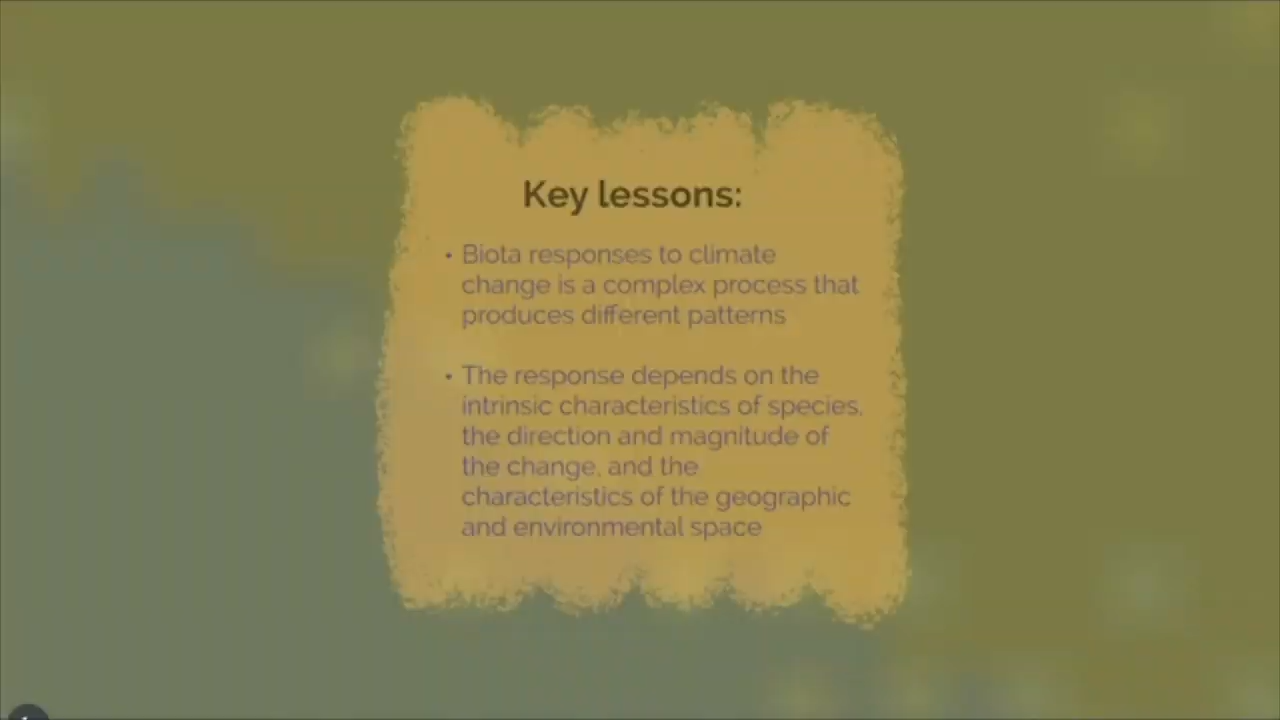 Key lessons:
• Biota responses to climate
change is a complex process that
produces different patterns
• The response depends on the
intrinsic characteristics of species,
the direction and magnitude of
the change, and the
characteristics of the geographic
and environmental space